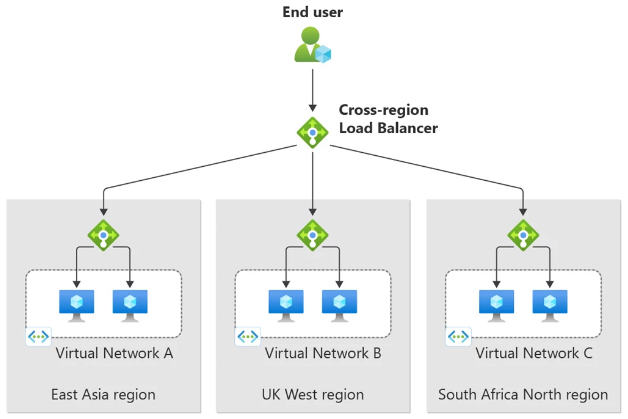 End user
Cross-region
Load Balancer
Virtual Network A
Virtual Network B
Virtual Network C
East Asia region
UK West region
South Africa North region